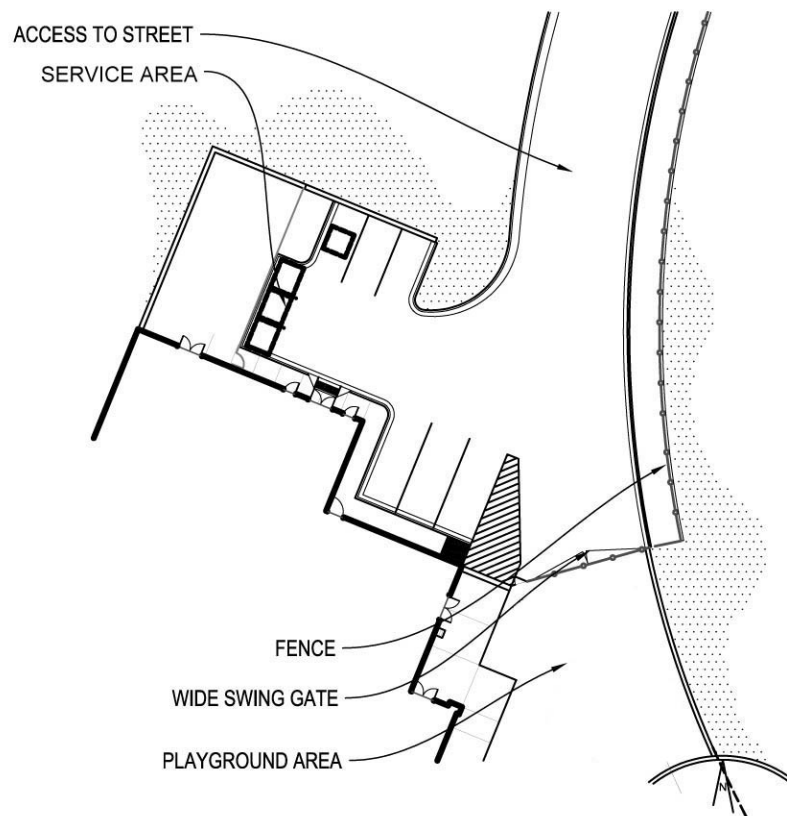 ACCESS TO STREET
SERVICE AREA
FENCE
WIDE SWING GATE
PLAYGROUND AREA
N